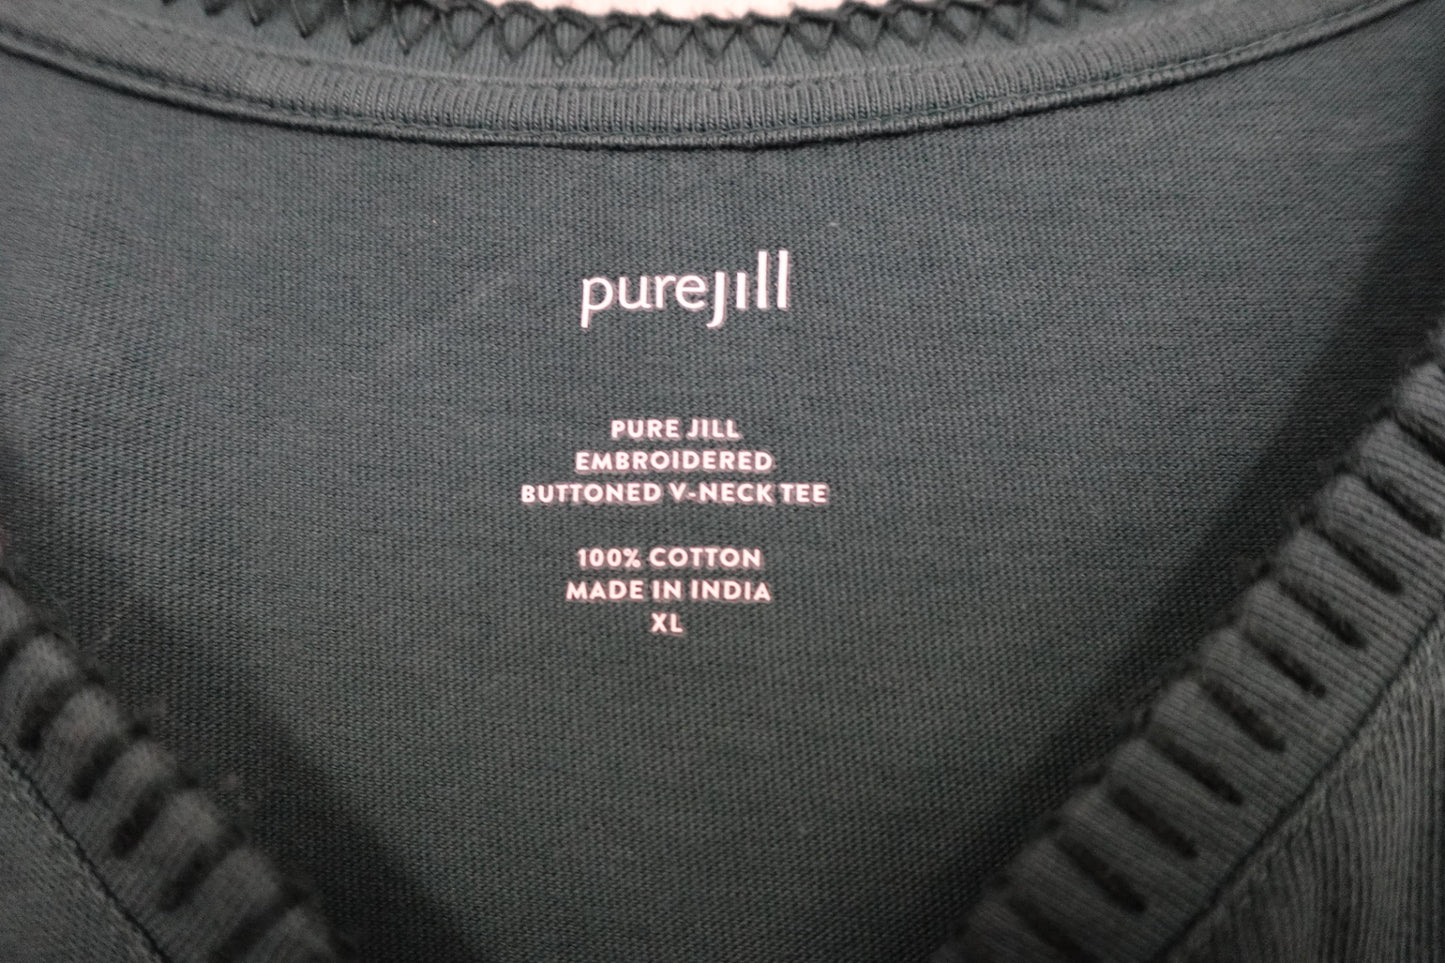 purejill
PURE JILL
EMBROIDERED
BUTTONED V-NECK TEE
100% COTTON
MADE IN INDIA
XL